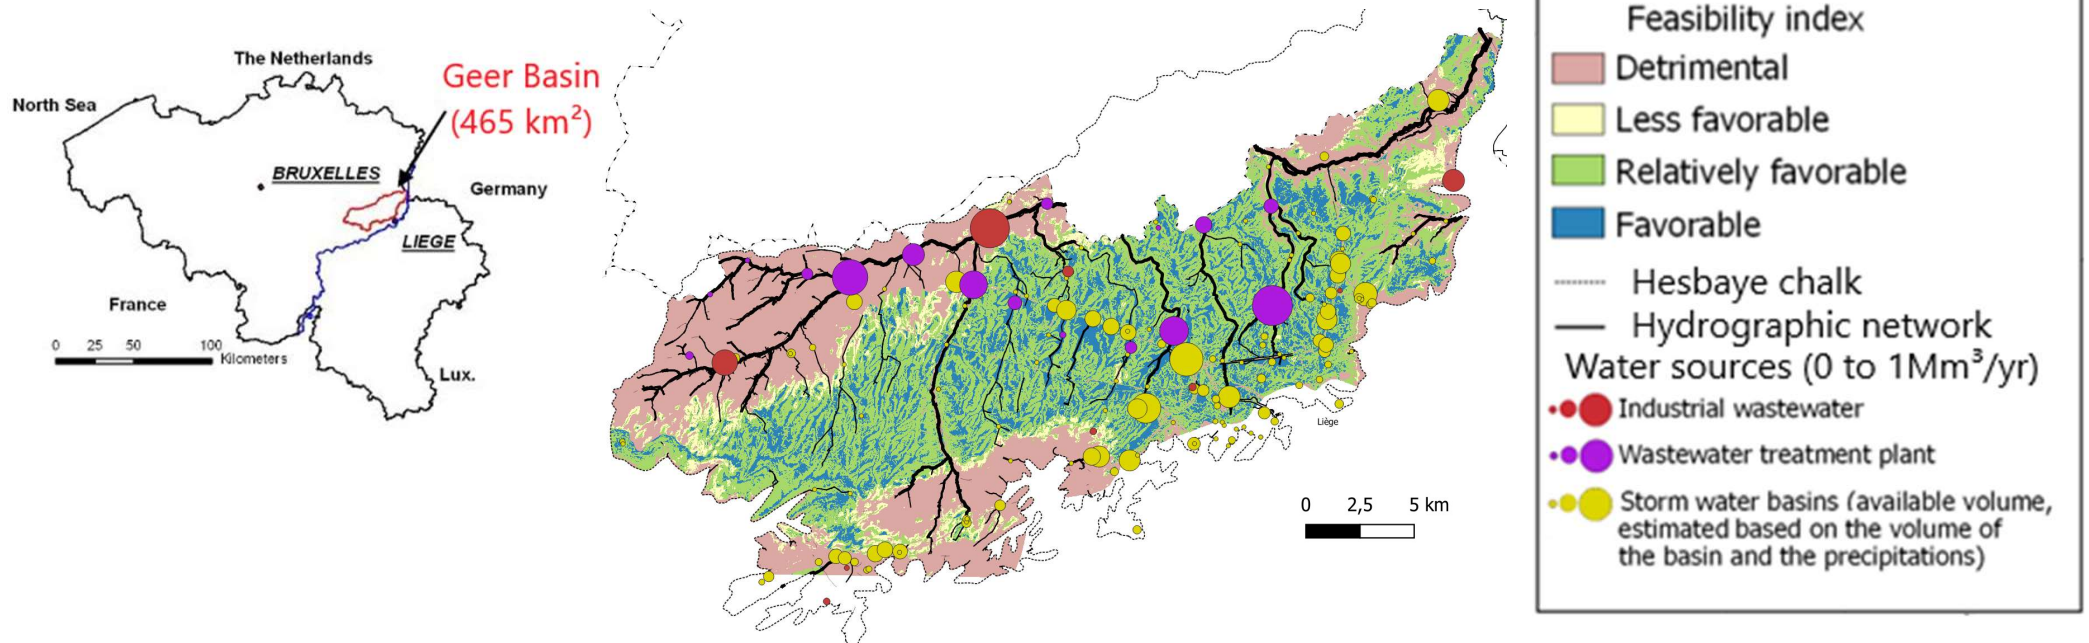 The Netherlands
North Sea
Geer Basin
(465 km²)
BRUXELLES
Germany
LIEGE
France
0 25 50 100
Kilometers
Lux.
Liège
0 2,5 5 km
Feasibility index
Detrimental
Less favorable
Relatively favorable
Favorable
Hesbaye chalk
Hydrographic network
Water sources (0 to 1Mm³/yr)
Industrial wastewater
Wastewater treatment plant
Storm water basins (available volume,
estimated based on the volume of
the basin and the precipitations)